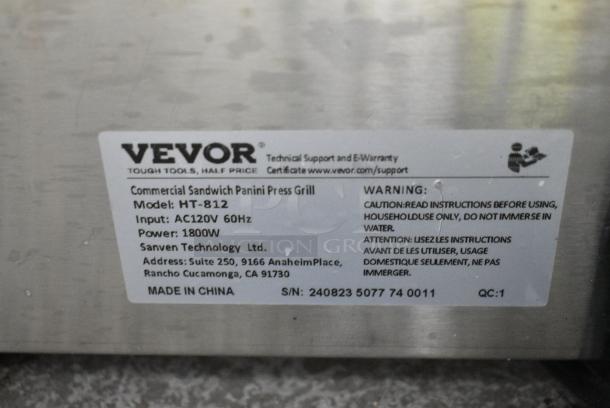 VEVOR®
TOUGH TOOLS, HALF PRICE
Technical Support and E-Warranty
Certificate www.vevor.com/support
Commercial Sandwich Panini Press Grill
Model: HT-812
Input: AC120V 60Hz
Power: 1800W
Sanven Technology Ltd.
Address: Suite 250, 9166 AnaheimPlace,
Rancho Cucamonga, CA 91730
WARNING:
CAUTION:READ INSTRUCTIONS BEFORE USING,
HOUSEHOLDUSE ONLY, DO NOT IMMERSE IN
WATER.
ATTENTION: LISEZ LES INSTRUCTIONS
AVANT DE LES UTILISER, USAGE
DOMESTIQUE SEULEMENT, NE PAS
IMMERGER.
MADE IN CHINA
S/N: 240823 5077 74 0011
QC:1